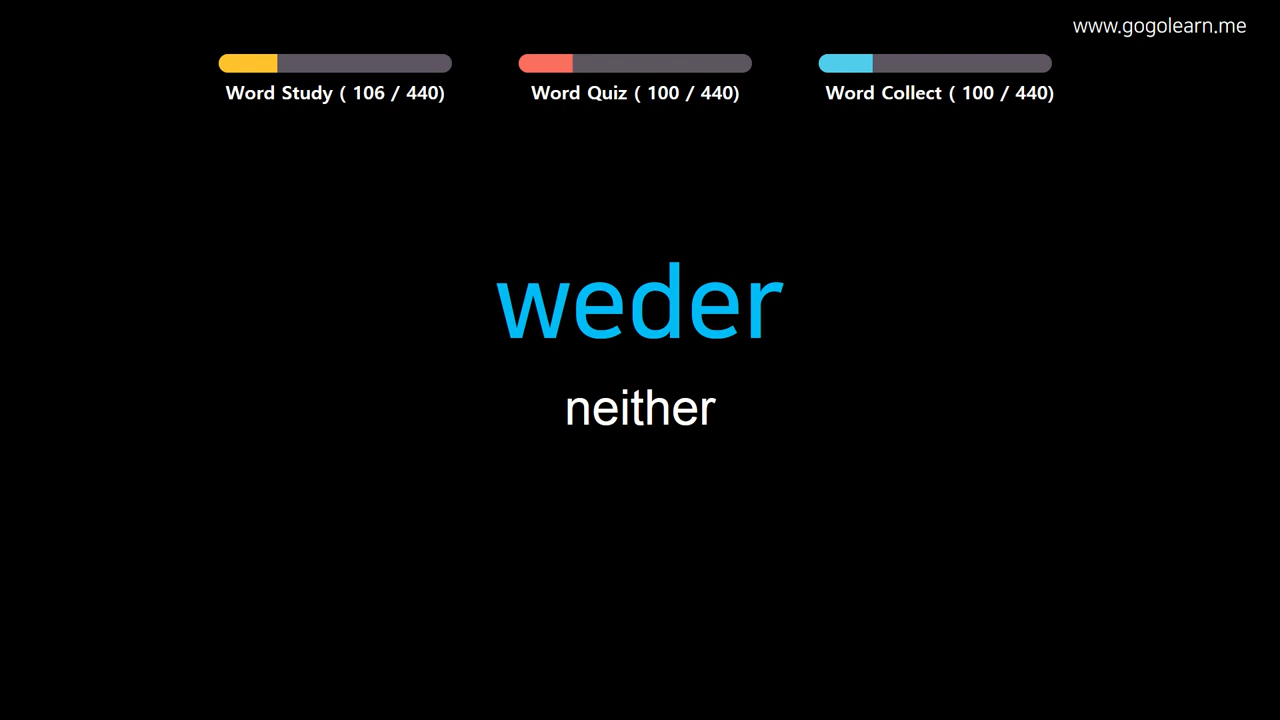 www.gogolearn.me
Word Study ( 106 / 440)
Word Quiz ( 100 / 440)
Word Collect ( 100 / 440)
weder
neither